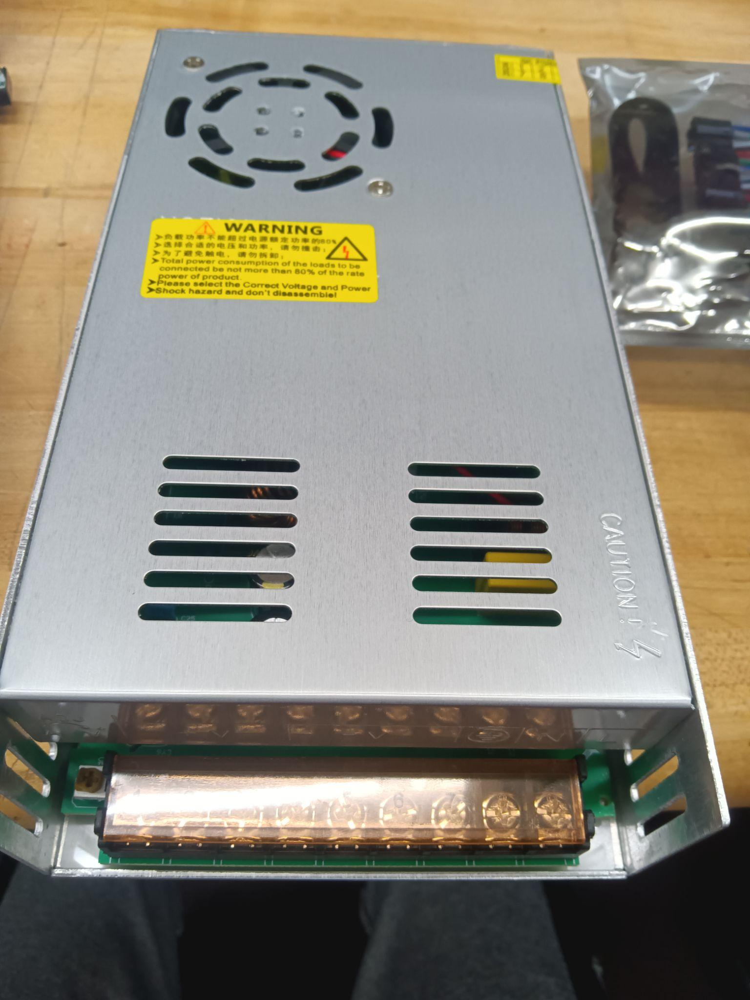 WARNING
➤负载功率不能超过电源额定功率的80%
➤选择合适的电压和功率，请勿撞击；
➤为了避免触电，请勿拆卸；
➤Total power consumption of the loads to be
connected be not more than 80% of the rate
power of product.
➤Please select the Correct Voltage and Power
➤Shock hazard and don't disassemble!
CAUTION !
C25
5
6
7